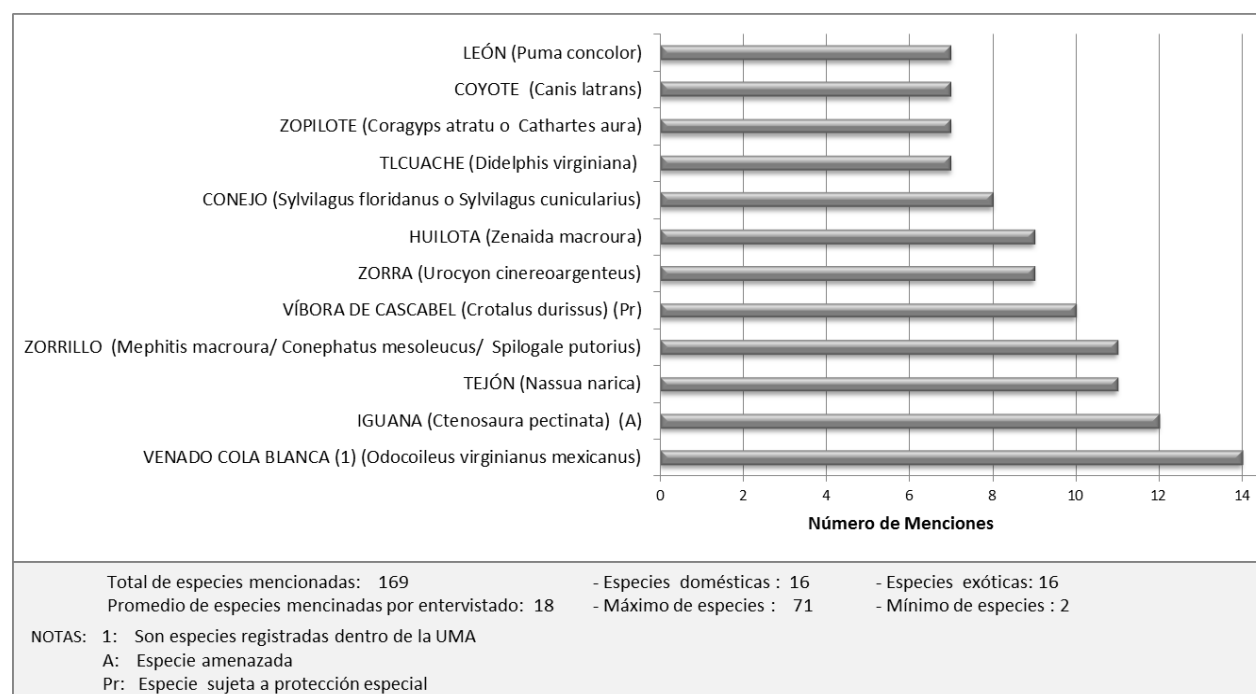 LEÓN (Puma concolor)
COYOTE (Canis latrans)
ZOPILOTE (Coragyps atratu o Cathartes aura)
TLCUACHE (Didelphis virginiana)
CONEJO (Sylvilagus floridanus o Sylvilagus cunicularius)
HUILOTA (Zenaida macroura)
ZORRA (Urocyon cinereoargenteus)
VÍBORA DE CASCABEL (Crotalus durissus) (Pr)
ZORRILLO (Mephitis macroura/ Conephatus mesoleucus/ Spilogale putorius)
TEJÓN (Nassua narica)
IGUANA (Ctenosaura pectinata) (A)
VENADO COLA BLANCA (1) (Odocoileus virginianus mexicanus)
0 2 4 6 8 10 12 14
Número de Menciones
Total de especies mencionadas: 169 - Especies domésticas : 16 - Especies exóticas: 16
Promedio de especies mencinadas por entervistado: 18 - Máximo de especies : 71 - Mínimo de especies : 2
NOTAS: 1: Son especies registradas dentro de la UMA
A: Especie amenazada
Pr: Especie sujeta a protección especial